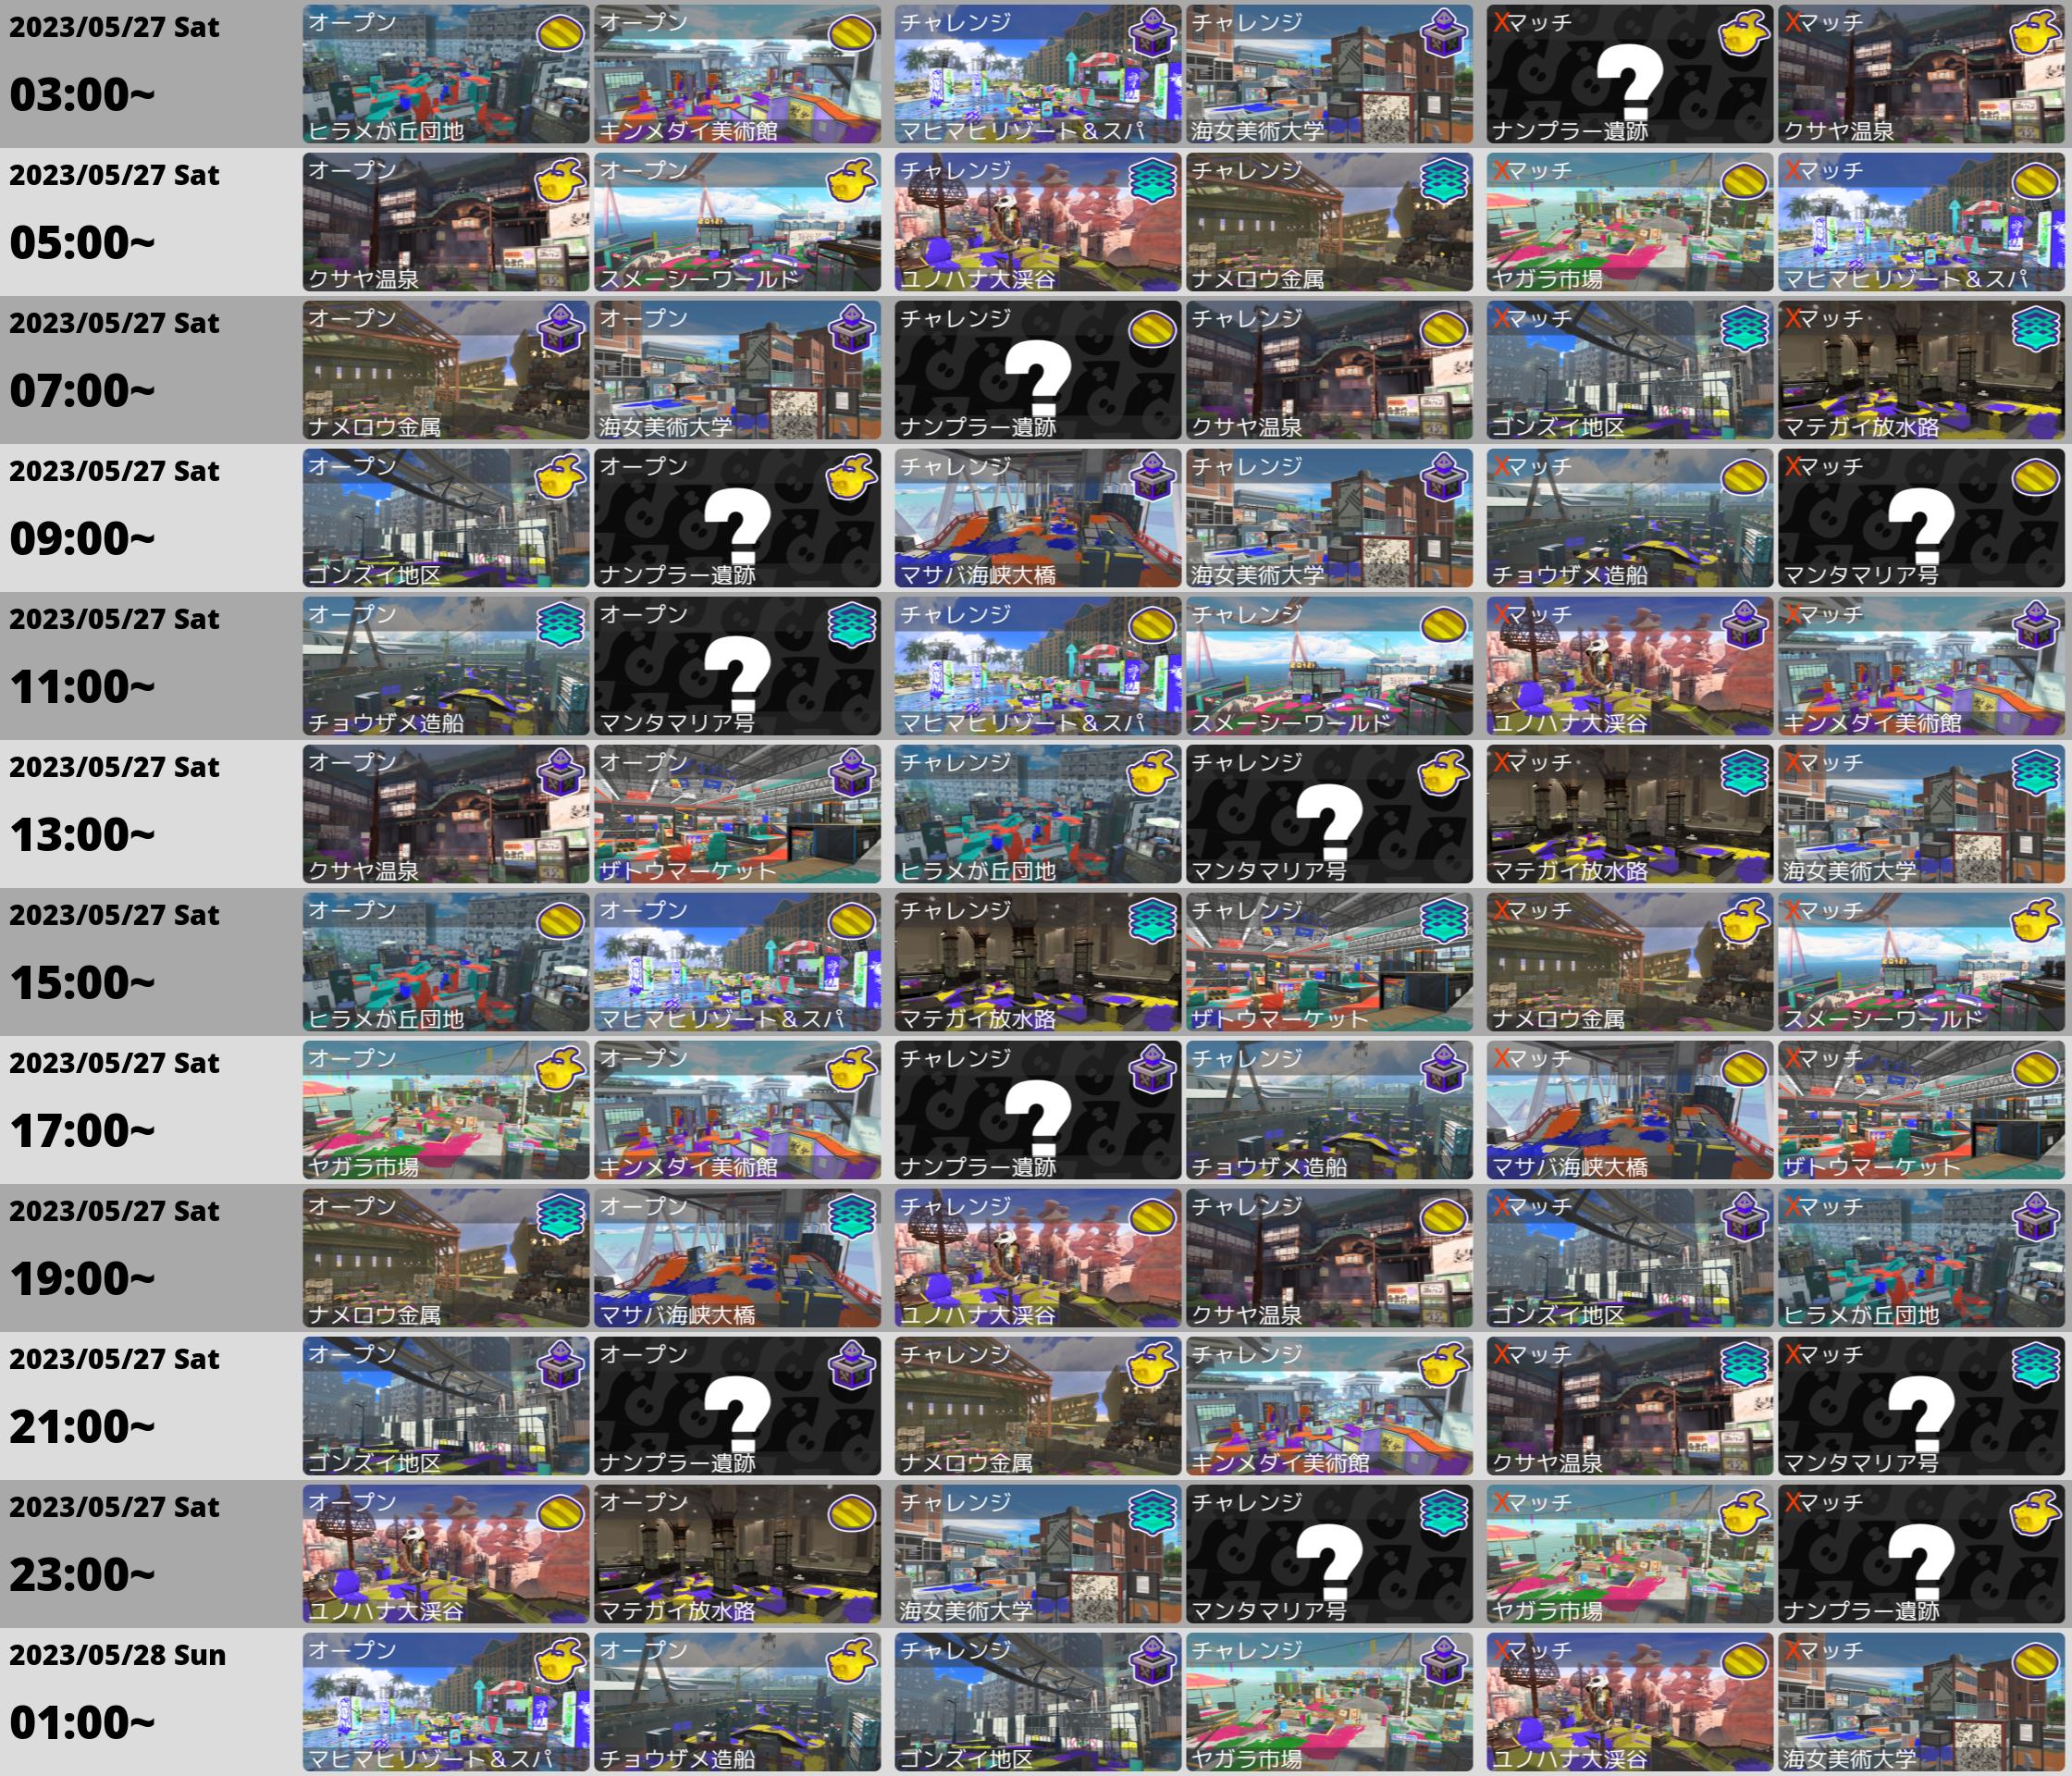 2023/05/27 Sat
03:00~
オープン オープン チャレンジ チャレンジ Xマッチ Xマッチ
ヒラメが丘団地 キンメダイ美術館 マヒマヒリゾート＆スパ 海女美術大学 ナンプラー遺跡 クサヤ温泉
2023/05/27 Sat
05:00~
オープン オープン チャレンジ チャレンジ Xマッチ Xマッチ
クサヤ温泉 スメーシーワールド ユノハナ大渓谷 ナメロウ金属 ヤガラ市場 マヒマヒリゾート＆スパ
2023/05/27 Sat
07:00~
オープン オープン チャレンジ チャレンジ Xマッチ Xマッチ
ナメロウ金属 海女美術大学 ナンプラー遺跡 クサヤ温泉 ゴンズイ地区 マテガイ放水路
2023/05/27 Sat
09:00~
オープン オープン チャレンジ チャレンジ Xマッチ Xマッチ
ゴンズイ地区 ナンプラー遺跡 マサバ海峡大橋 海女美術大学 チョウザメ造船 マンタマリア号
2023/05/27 Sat
11:00~
オープン オープン チャレンジ チャレンジ Xマッチ Xマッチ
チョウザメ造船 マンタマリア号 マヒマヒリゾート＆スパ スメーシーワールド ユノハナ大渓谷 キンメダイ美術館
2023/05/27 Sat
13:00~
オープン オープン チャレンジ チャレンジ Xマッチ Xマッチ
クサヤ温泉 ザトウマーケット ヒラメが丘団地 マンタマリア号 マテガイ放水路 海女美術大学
2023/05/27 Sat
15:00~
オープン オープン チャレンジ チャレンジ Xマッチ Xマッチ
ヒラメが丘団地 マヒマヒリゾート＆スパ マテガイ放水路 ザトウマーケット ナメロウ金属 スメーシーワールド
2023/05/27 Sat
17:00~
オープン オープン チャレンジ チャレンジ Xマッチ Xマッチ
ヤガラ市場 キンメダイ美術館 ナンプラー遺跡 チョウザメ造船 マサバ海峡大橋 ザトウマーケット
2023/05/27 Sat
19:00~
オープン オープン チャレンジ チャレンジ Xマッチ Xマッチ
ナメロウ金属 マサバ海峡大橋 ユノハナ大渓谷 クサヤ温泉 ゴンズイ地区 ヒラメが丘団地
2023/05/27 Sat
21:00~
オープン オープン チャレンジ チャレンジ Xマッチ Xマッチ
ゴンズイ地区 ナンプラー遺跡 ナメロウ金属 キンメダイ美術館 クサヤ温泉 マンタマリア号
2023/05/27 Sat
23:00~
オープン オープン チャレンジ チャレンジ Xマッチ Xマッチ
ユノハナ大渓谷 マテガイ放水路 海女美術大学 マンタマリア号 ヤガラ市場 ナンプラー遺跡
2023/05/28 Sun
01:00~
オープン オープン チャレンジ チャレンジ Xマッチ Xマッチ
マヒマヒリゾート＆スパ チョウザメ造船 ゴンズイ地区 ヤガラ市場 ユノハナ大渓谷 海女美術大学